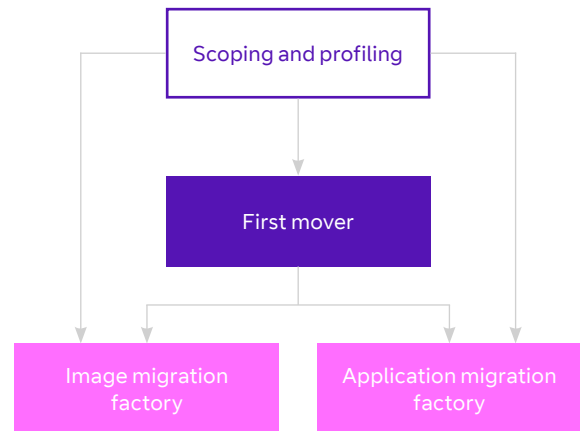 Scoping and profiling
First mover
Image migration
factory
Application migration
factory